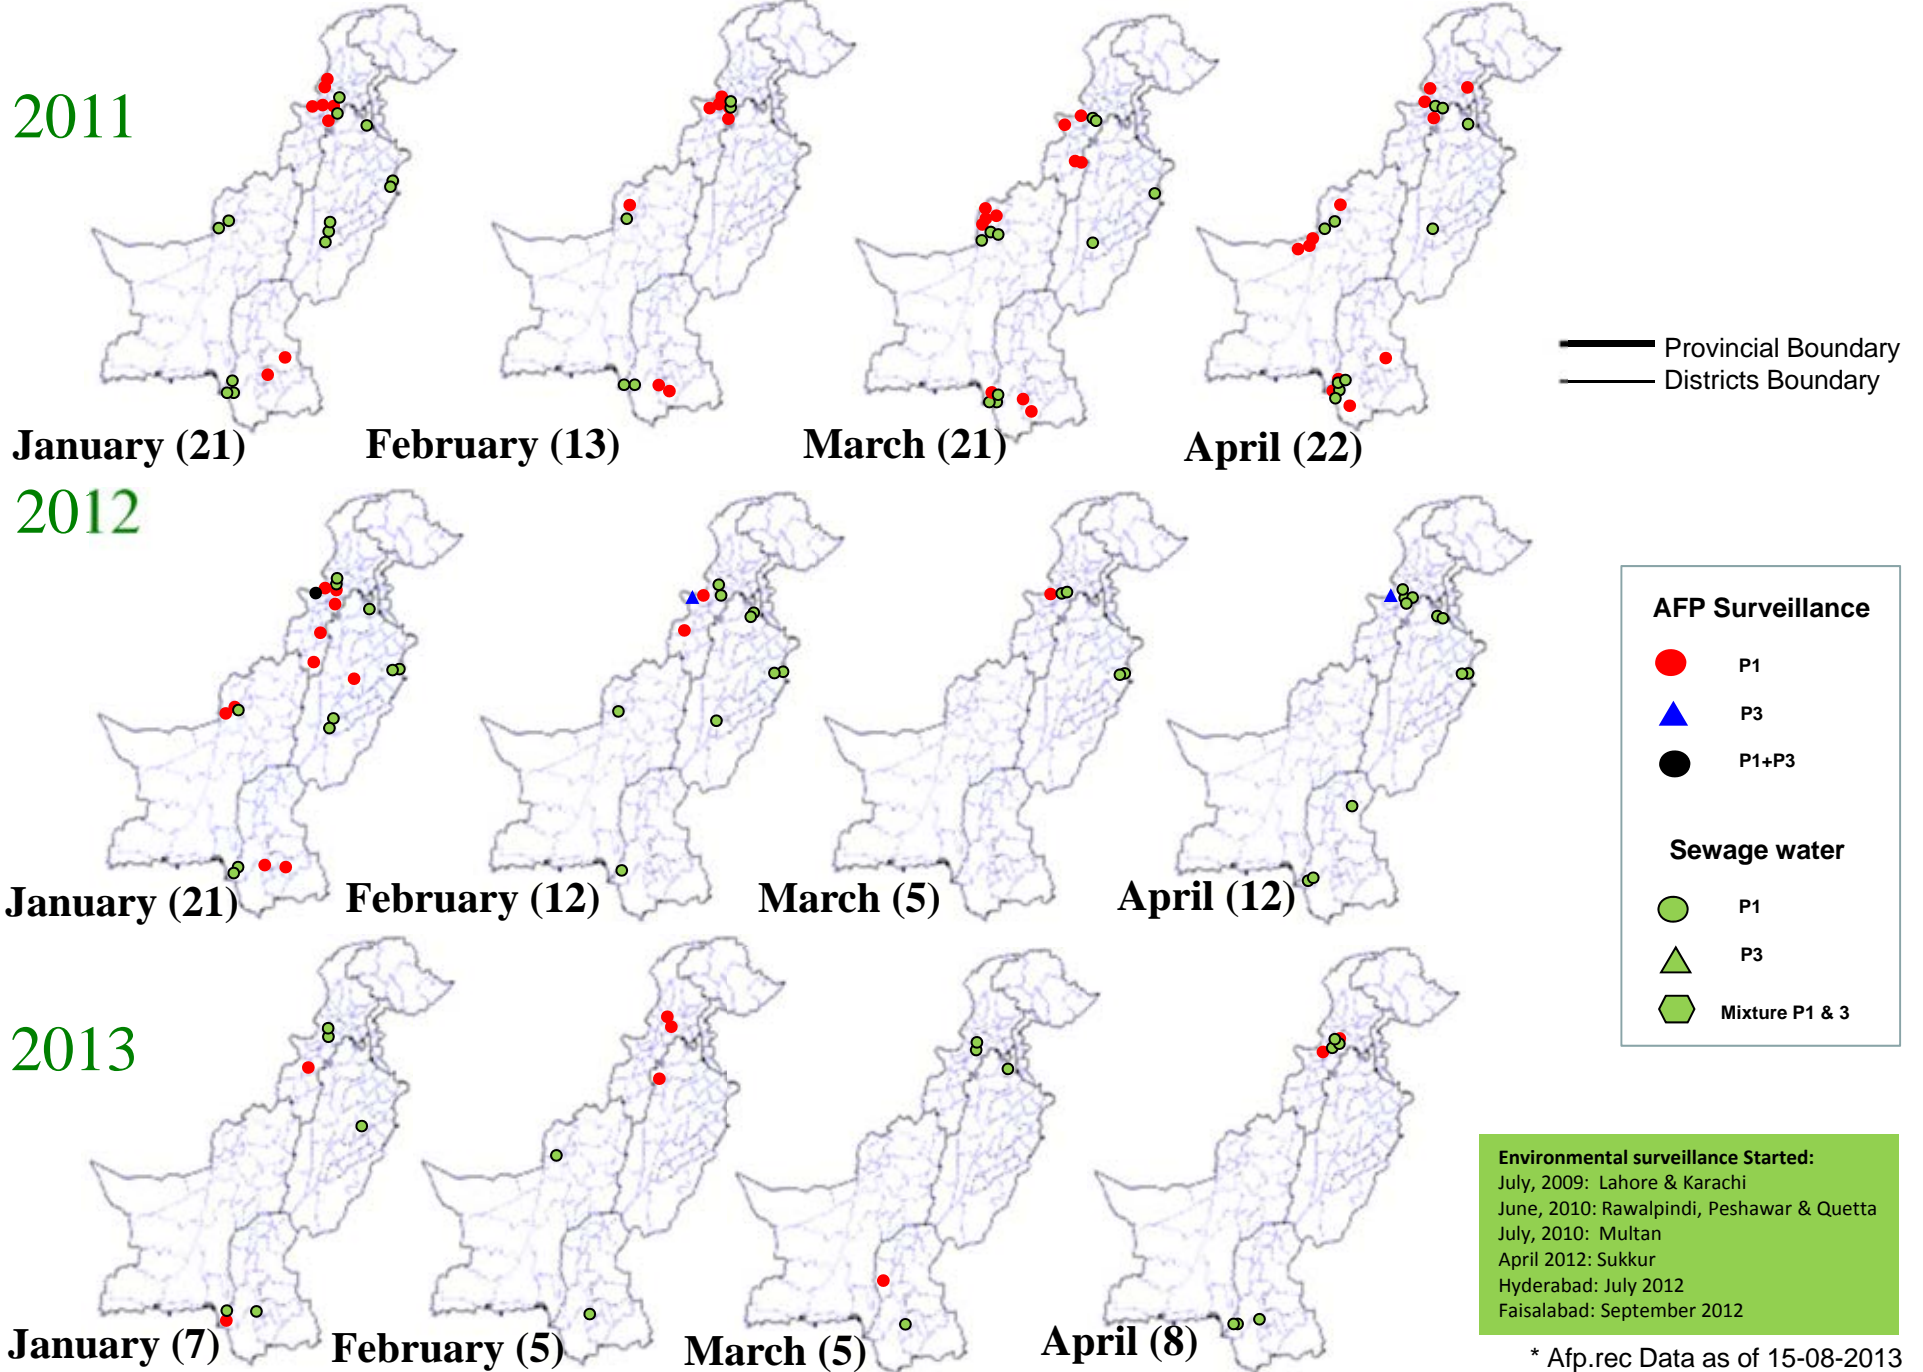 2011
Provincial Boundary
Districts Boundary
January (21)
February (13)
March (21)
April (22)
2012
AFP Surveillance
P1
P3
P1+P3
Sewage water
P1
P3
Mixture P1 & 3
January (21)
February (12)
March (5)
April (12)
2013
Environmental surveillance Started:
July, 2009: Lahore & Karachi
June, 2010: Rawalpindi, Peshawar & Quetta
July, 2010: Multan
April 2012: Sukkur
Hyderabad: July 2012
Faisalabad: September 2012
January (7)
February (5)
March (5)
April (8)
* Afp.rec Data as of 15-08-2013